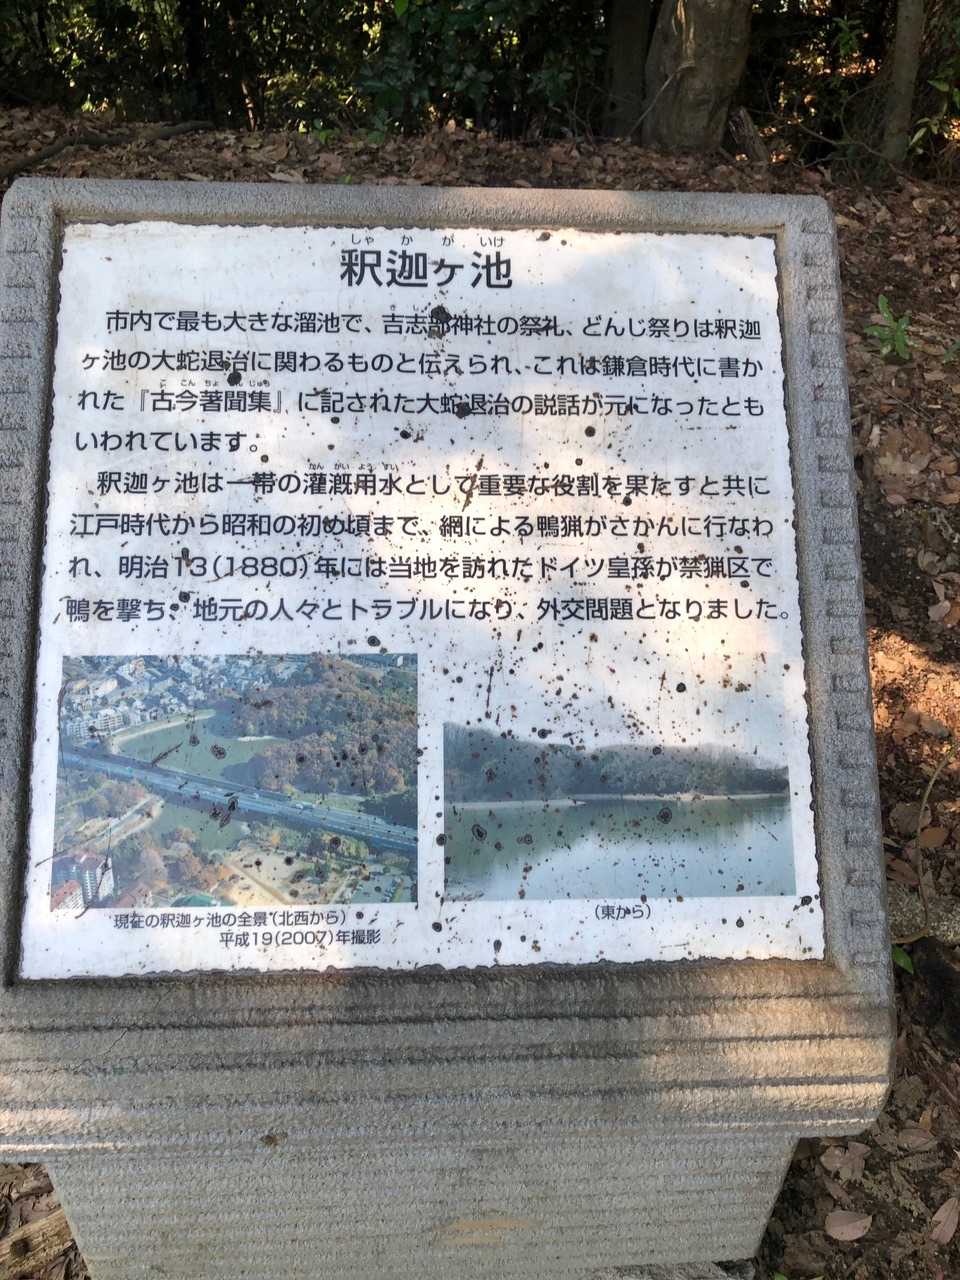 しゃかがいけ
釈迦ヶ池
市内で最も大きな溜池で、吉志部神社の祭礼、どんじ祭りは釈迦
ヶ池の大蛇退治に関わるものと伝えられ、これは鎌倉時代に書か
ここんちょもんじゅう
れた『古今著聞集』に記された大蛇退治の説話が元になったとも
いわれています。
かんがいようすい
釈迦ヶ池は一帯の灌漑用水として重要な役割を果たすと共に
江戸時代から昭和の初め頃まで、網による鴨猟がさかんに行なわ
れ、明治13(1880)年には当地を訪れたドイツ皇孫が禁猟区で
鴨を撃ち、地元の人々とトラブルになり、外交問題となりました。
現在の釈迦ヶ池の全景(北西から)
平成19(2007)年撮影
(東から)